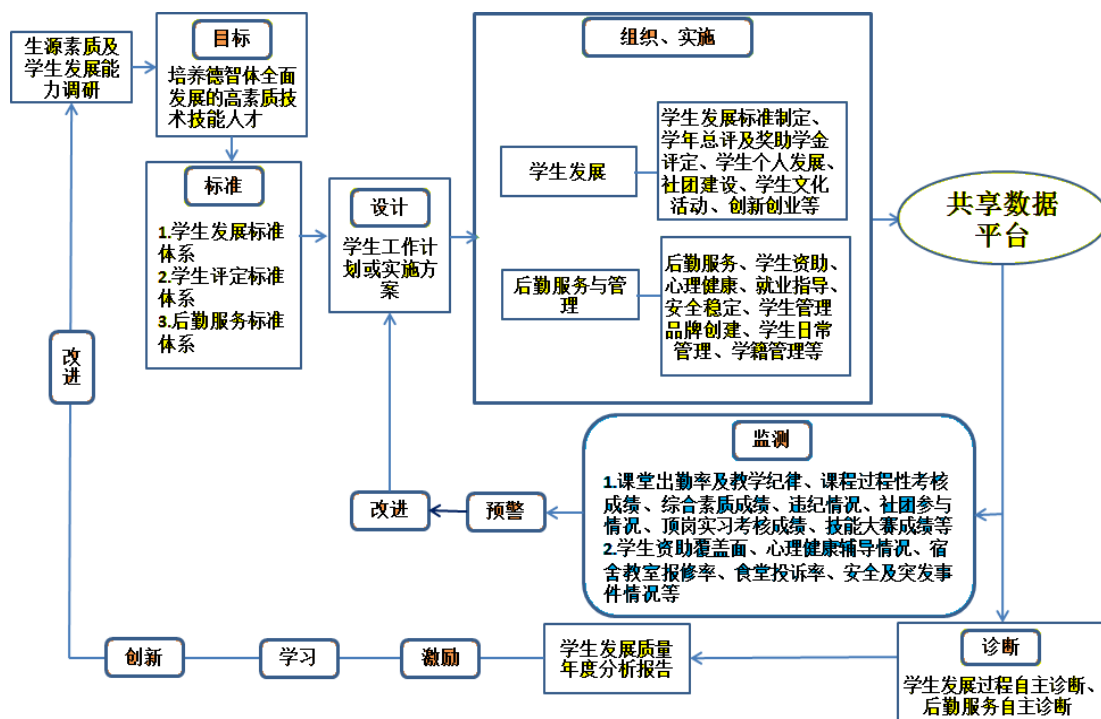 生源素质及
学生发展能
力调研
目标
培养德智体全面
发展的高素质技
术技能人才
标准
1.学生发展标准
体系
2.学生评定标准
体系
3.后勤服务标准
体系
设计
学生工作计
划或实施方
案
组织、实施
学生发展
学生发展标准制定、
学年总评及奖助学金
评定、学生个人发展、
社团建设、学生文化
活动、创新创业等
后勤服务与管
理
后勤服务、学生资助、
心理健康、就业指导、
安全稳定、学生管理
品牌创建、学生日常
管理、学籍管理等
共享数据
平台
监测
1.课堂出勤率及教学纪律、课程过程性考核
成绩、综合素质成绩、违纪情况、社团参与
情况、顶岗实习考核成绩、技能大赛成绩等
2.学生资助覆盖面、心理健康辅导情况、宿
舍教室报修率、食堂投诉率、安全及突发事
件情况等
预警
改进
诊断
学生发展过程自主诊断、
后勤服务自主诊断
学生发展质量
年度分析报告
激励
学习
创新
改
进